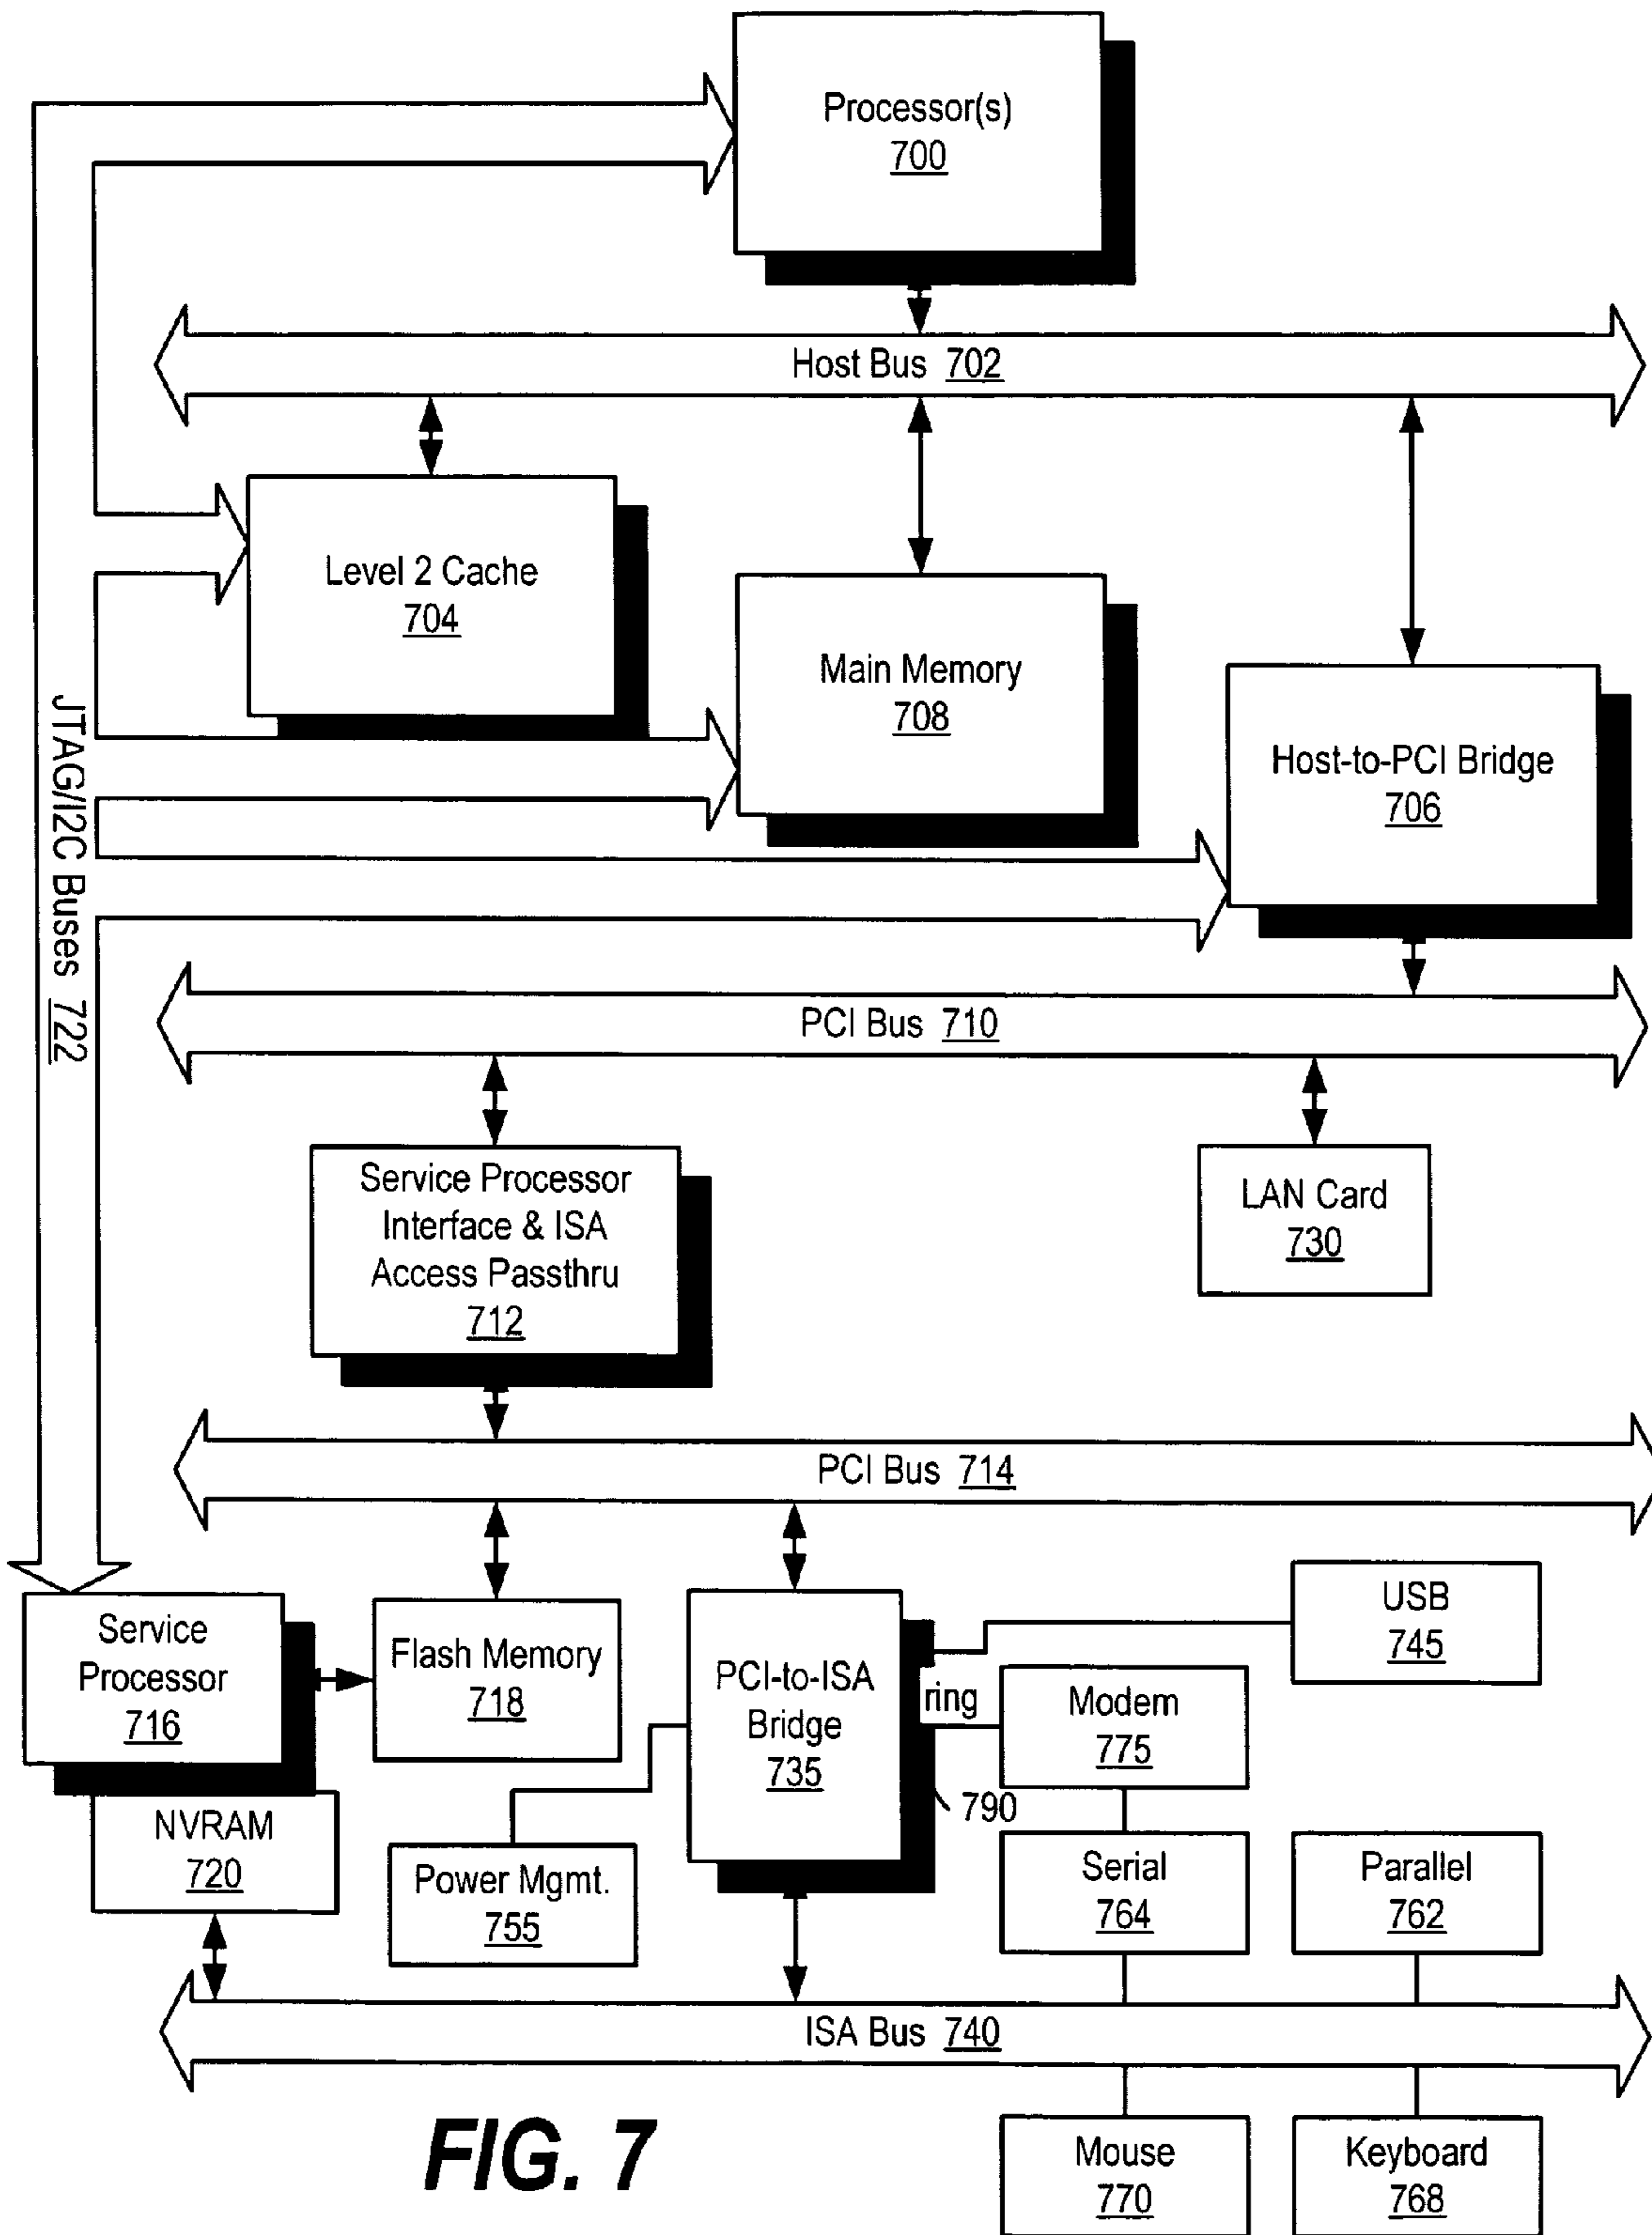 Processor(s)
700
Host Bus 702
Level 2 Cache
704
Main Memory
708
Host-to-PCI Bridge
706
JTAG/I2C Buses 722
PCI Bus 710
Service Processor
Interface & ISA
Access Passthru
712
LAN Card
730
PCI Bus 714
Service
Processor
716
Flash Memory
718
PCI-to-ISA
Bridge
735
USB
745
ring
Modem
775
790
NVRAM
720
Power Mgmt.
755
Serial
764
Parallel
762
ISA Bus 740
FIG. 7
Mouse
770
Keyboard
768